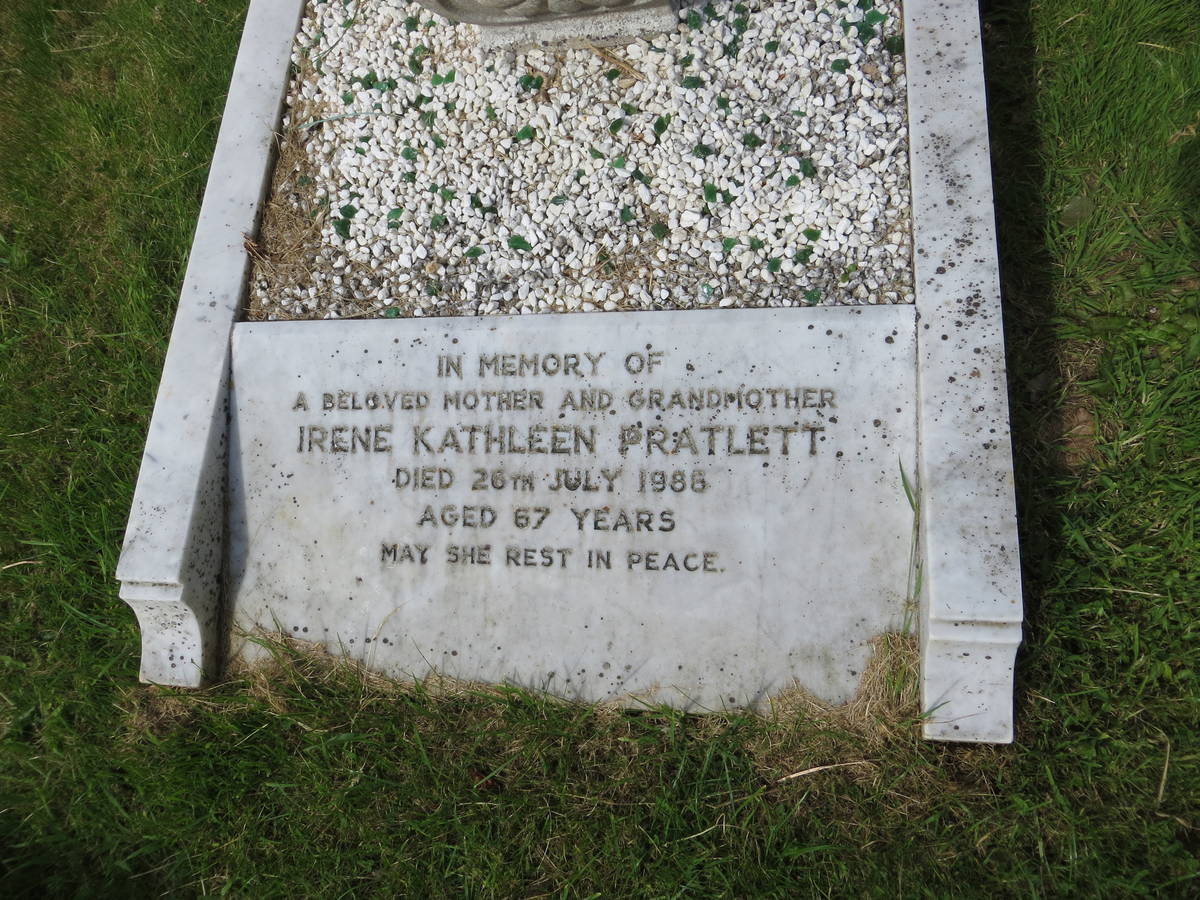 IN MEMORY OF
A BELOVED MOTHER AND GRANDMOTHER
IRENE KATHLEEN PRATLETT
DIED 26TH JULY 1988
AGED 67 YEARS
MAY SHE REST IN PEACE.